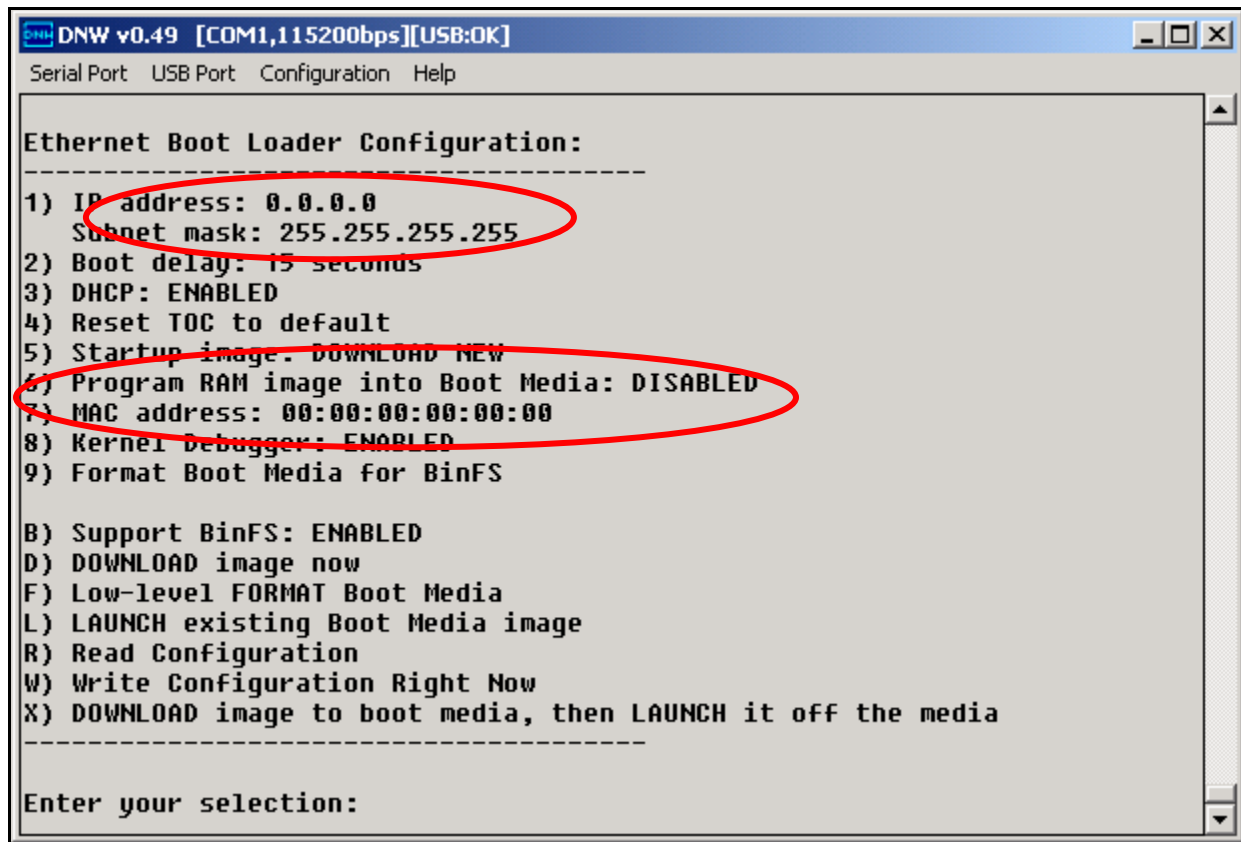 DNW v0.49 [COM1,115200bps][USB:OK]
Serial Port USB Port Configuration Help
Ethernet Boot Loader Configuration:
--------------------------------------
1) IP address: 0.0.0.0
Subnet mask: 255.255.255.255
2) Boot delay: 15 seconds
3) DHCP: ENABLED
4) Reset TOC to default
5) Startup image: DOWNLOAD NEW
6) Program RAM image into Boot Media: DISABLED
7) MAC address: 00:00:00:00:00:00
8) Kernel Debugger: ENABLED
9) Format Boot Media for BinFS
B) Support BinFS: ENABLED
D) DOWNLOAD image now
F) Low-level FORMAT Boot Media
L) LAUNCH existing Boot Media image
R) Read Configuration
W) Write Configuration Right Now
X) DOWNLOAD image to boot media, then LAUNCH it off the media
--------------------------------------
Enter your selection: